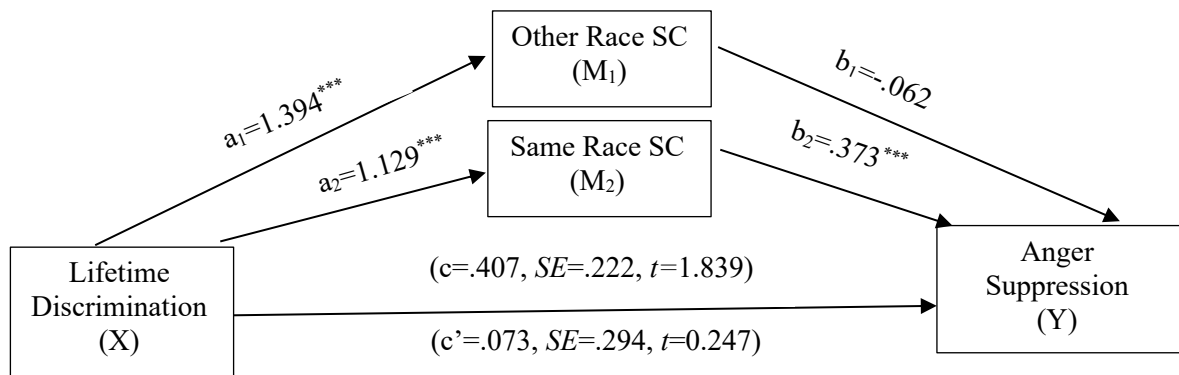 Other Race SC
(M₁)
a₁=1.394***
b₁=-.062
Same Race SC
(M₂)
a₂=1.129***
b₂=.373***
Lifetime
Discrimination
(X)
(c=.407, SE=.222, t=1.839)
(c’=.073, SE=.294, t=0.247)
Anger
Suppression
(Y)